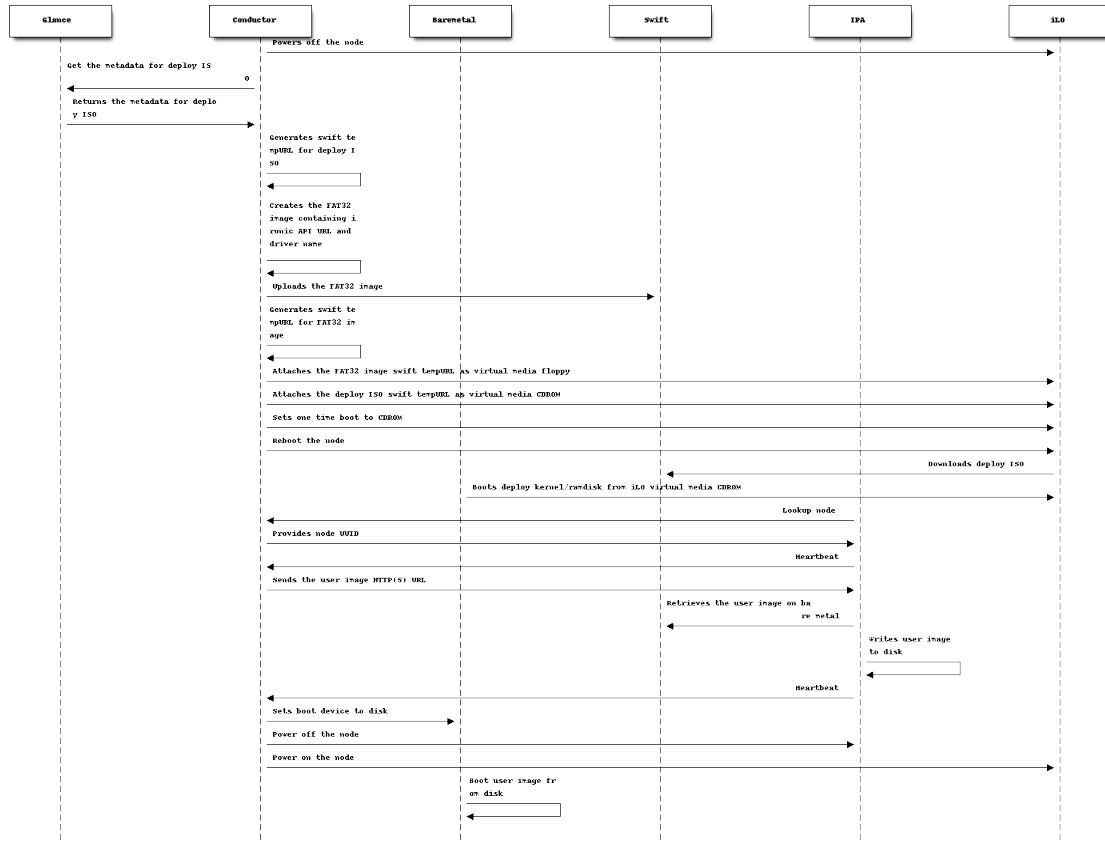 Glance Conductor Baremetal Swift IPA iLO
Powers off the node
Get the metadata for deploy IS
O
Returns the metadata for deplo
y ISO
Generates swift te
mpURL for deploy I
SO
Creates the FAT32
image containing i
ronic API URL and
driver name
Uploads the FAT32 image
Generates swift te
mpURL for FAT32 im
age
Attaches the FAT32 image swift tempURL as virtual media floppy
Attaches the deploy ISO swift tempURL as virtual media CDROM
Sets one time boot to CDROM
Reboot the node
Downloads deploy ISO
Boots deploy kernel/ramdisk from iLO virtual media CDROM
Lookup node
Provides node UUID
Heartbeat
Sends the user image HTTP(S) URL
Retrieves the user image on ba
re metal
Writes user image
to disk
Heartbeat
Sets boot device to disk
Power off the node
Power on the node
Boot user image fr
om disk